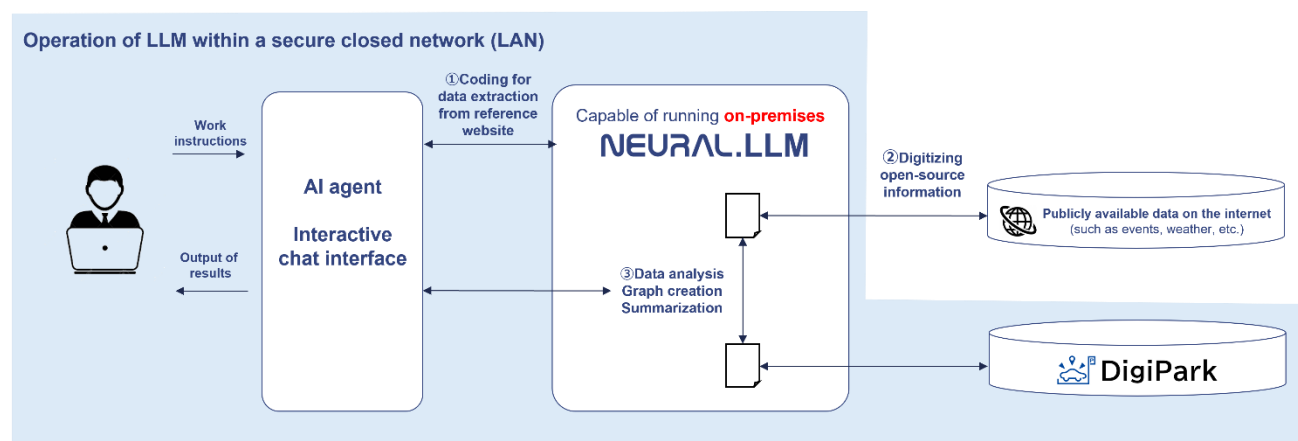 Operation of LLM within a secure closed network (LAN)
Work
instructions
Output of
results
AI agent
Interactive
chat interface
①Coding for
data extraction
from reference
website
Capable of running on-premises
NEURAL.LLM
③Data analysis
Graph creation
Summarization
②Digitizing
open-source
information
Publicly available data on the internet
(such as events, weather, etc.)
P
DigiPark